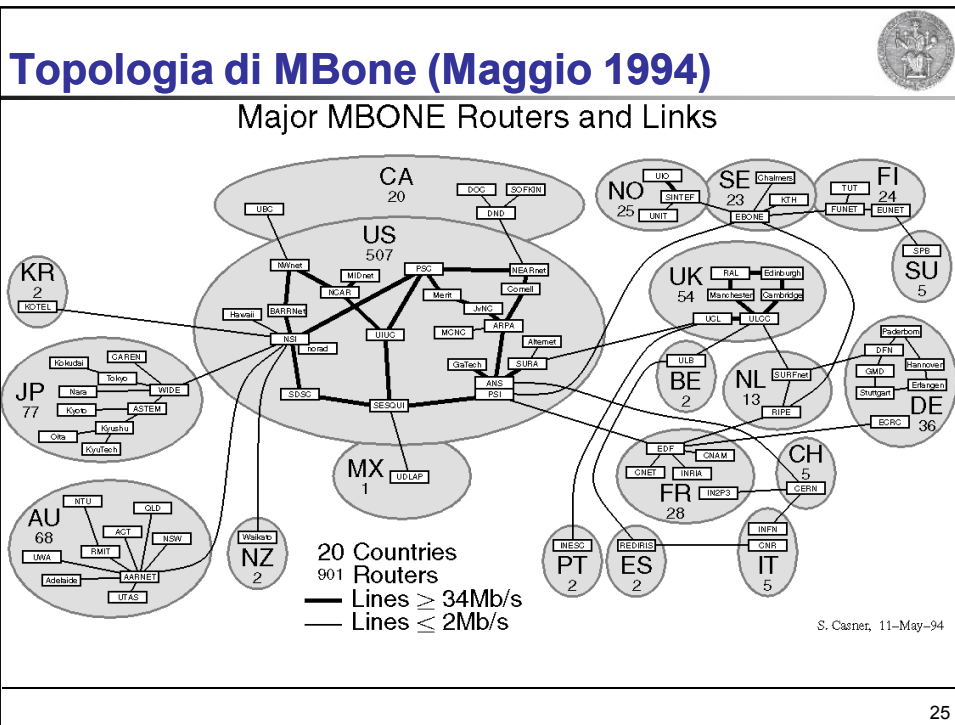 Topologia di MBone (Maggio 1994)
Major MBONE Routers and Links
CA
20
UBC
DOC
SOFKIN
DND
US
507
NWnet
MIDnet
NCAR
PSC
NEARnet
Cornell
Merit
JvNC
BARRNet
Hawaii
NSI
norad
UIUC
MCNC
ARPA
Alternet
GaTech
SURA
SDSC
SESQUI
ANS
PSI
NO
25
UIO
SINTEF
UNIT
SE
23
Chalmers
KTH
EBONE
FI
24
TUT
FUNET
EUNET
SPB
SU
5
KR
2
KOTEL
UK
54
RAL
Edinburgh
Manchester
Cambridge
UCL
ULCC
JP
77
Kokudai
CAREN
Tokyo
Nara
WIDE
Kyoto
ASTEM
Kyushu
Oita
KyuTech
ULB
BE
2
NL
13
SURFnet
RIPE
Paderborn
DFN
Hannover
GMD
Erlangen
Stuttgart
DE
36
ECRC
MX
1
UDLAP
EDF
CNAM
CNET
INRIA
IN2P3
FR
28
CH
5
CERN
AU
68
NTU
QLD
ACT
NSW
RMIT
UWA
Adelaide
AARNET
UTAS
Waikato
NZ
2
INESC
PT
2
REDIRIS
ES
2
INFN
CNR
IT
5
20 Countries
901 Routers
Lines ≥ 34Mb/s
Lines ≤ 2Mb/s
S. Casner, 11–May–94
25